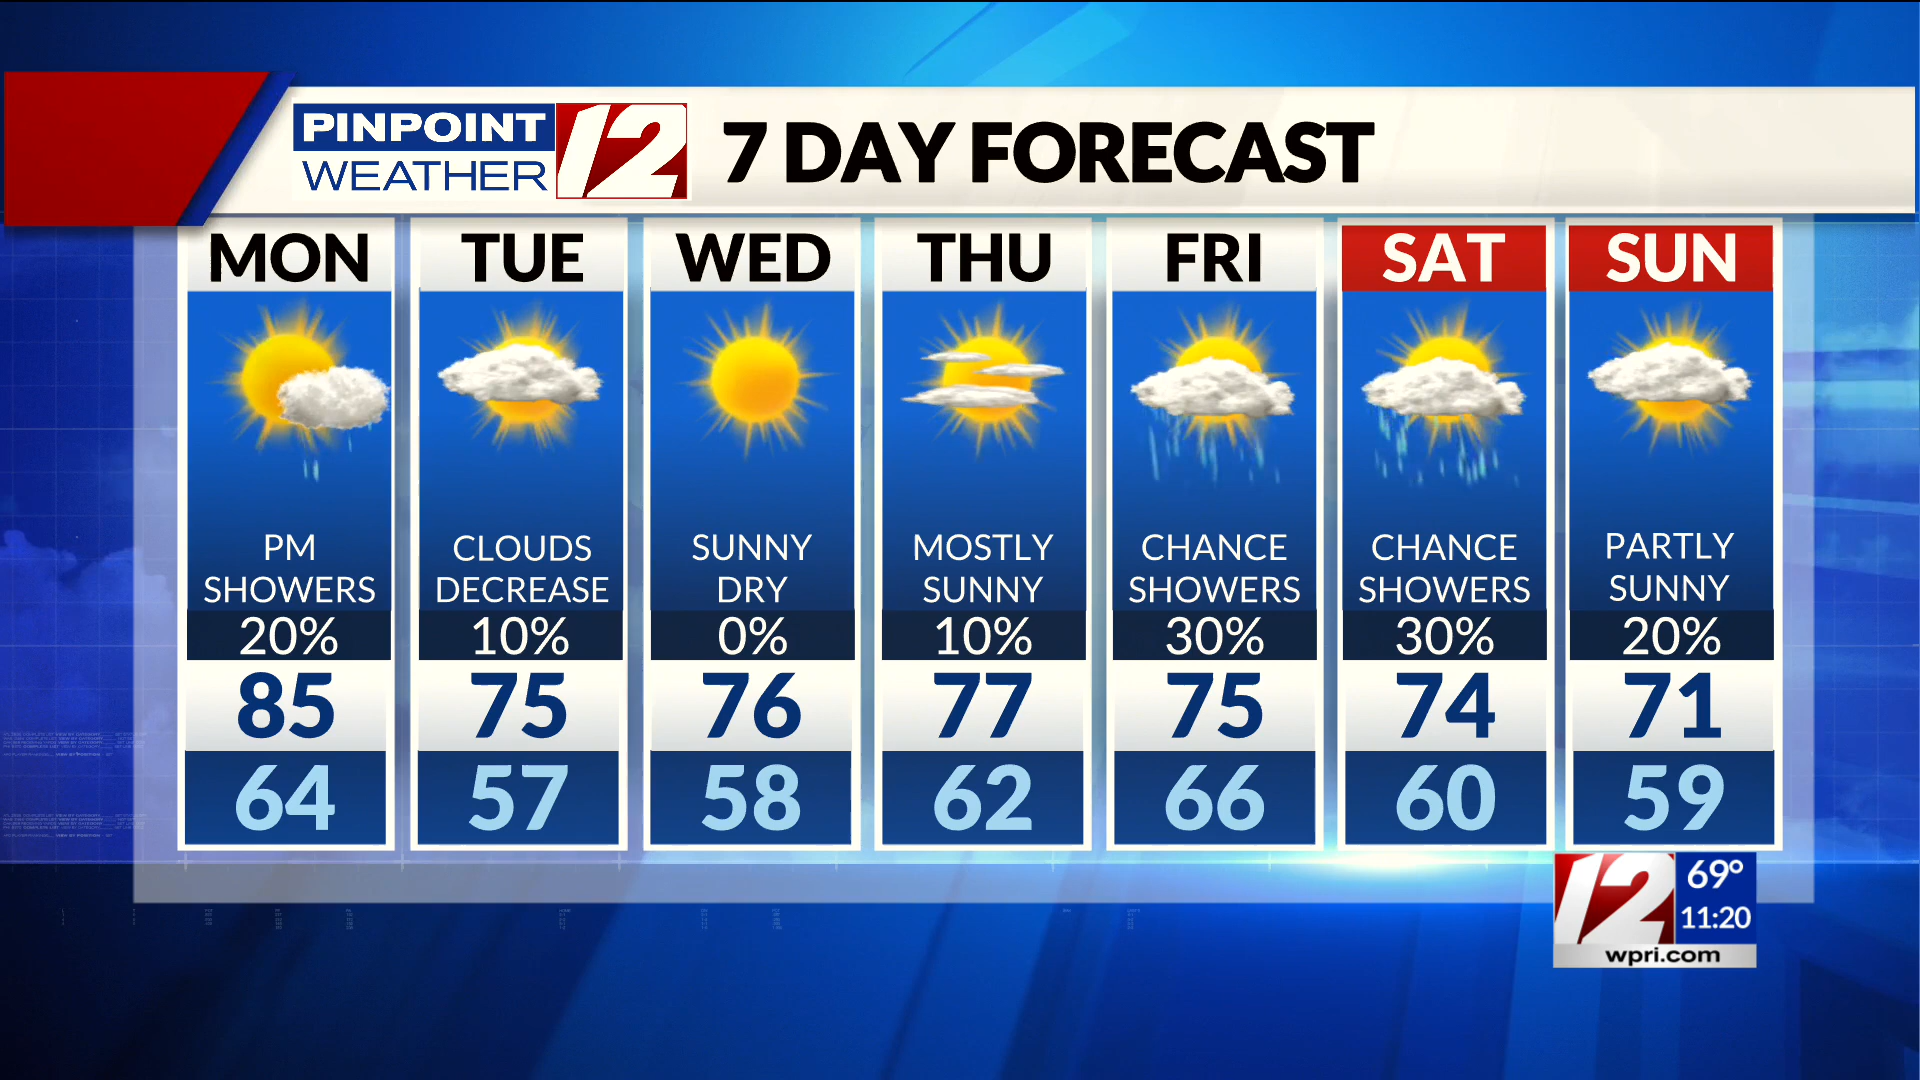 PINPOINT
WEATHER
12
7 DAY FORECAST
MON
PM
SHOWERS
20%
85
64
TUE
CLOUDS
DECREASE
10%
75
57
WED
SUNNY
DRY
0%
76
58
THU
MOSTLY
SUNNY
10%
77
62
FRI
CHANCE
SHOWERS
30%
75
66
SAT
CHANCE
SHOWERS
30%
74
60
SUN
PARTLY
SUNNY
20%
71
59
12
69°
11:20
wpri.com